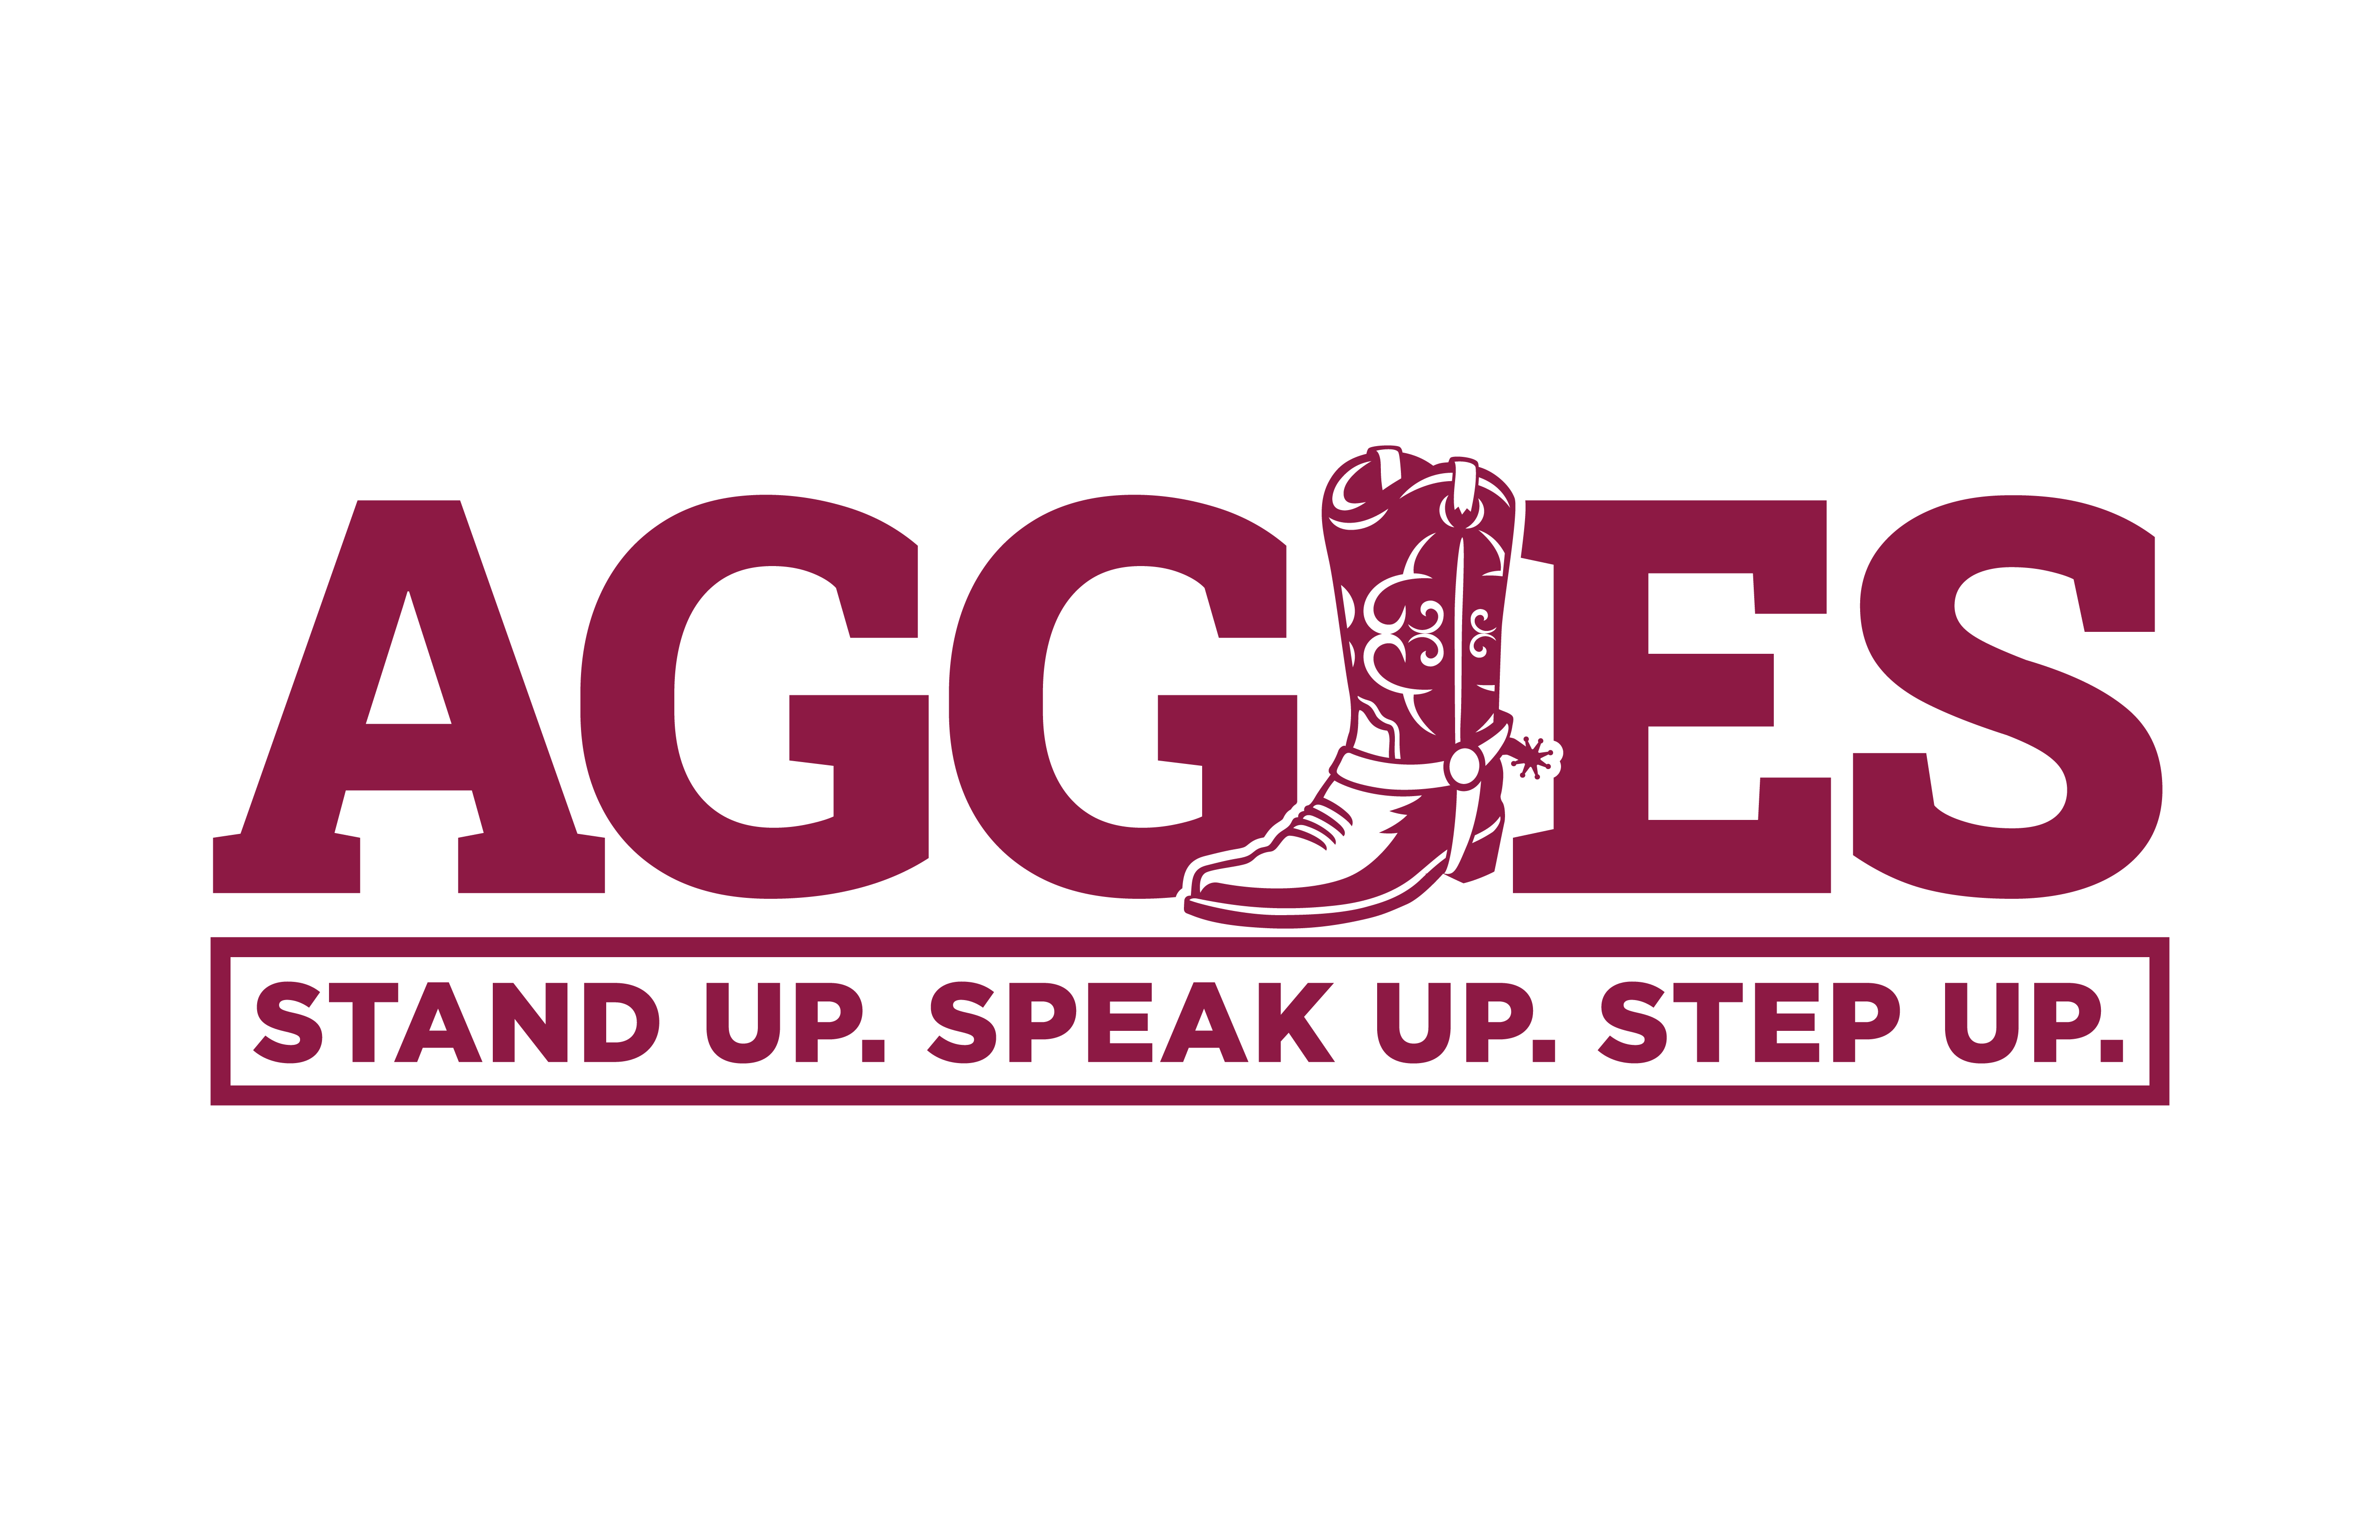 AGGIES
STAND UP. SPEAK UP. STEP UP.